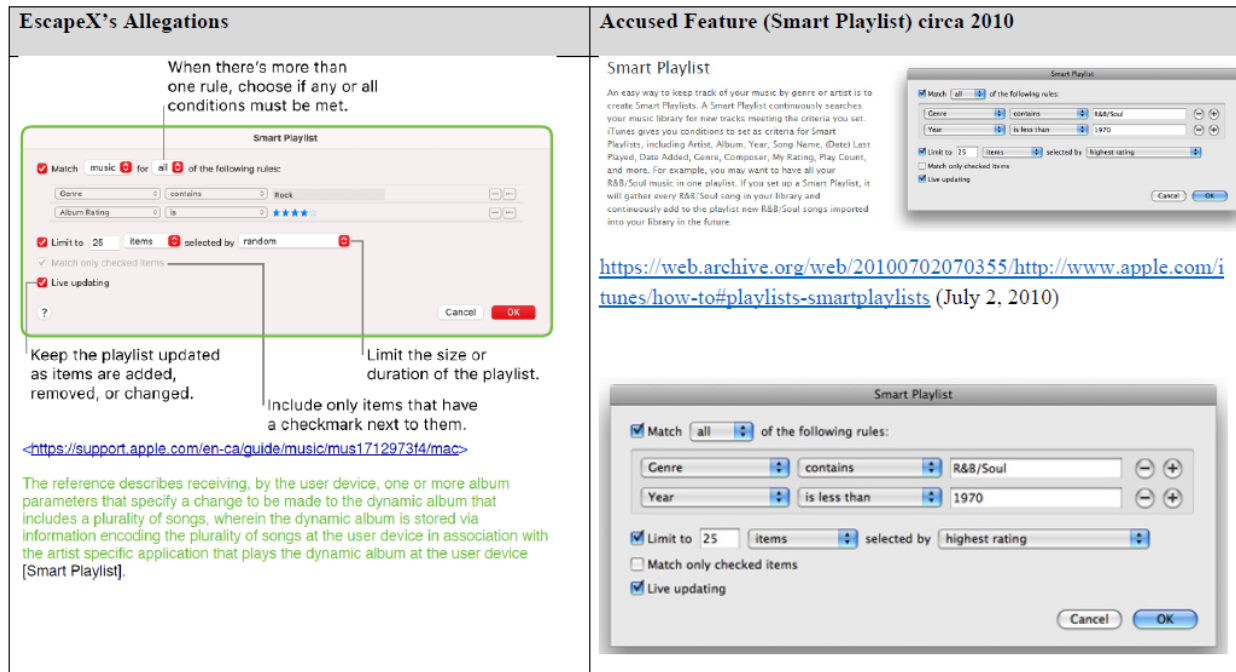 EscapeX's Allegations
When there's more than
one rule, choose if any or all
conditions must be met.
Smart Playlist
Match music for all of the following rules:
Genre contains Rock
Album Rating is ★★★★☆
Limit to 25 items selected by random
Match only checked items
Live updating
? Cancel OK
Keep the playlist updated
as items are added,
removed, or changed.
Limit the size or
duration of the playlist.
Include only items that have
a checkmark next to them.
<https://support.apple.com/en-ca/guide/music/mus1712973f4/mac>
The reference describes receiving, by the user device, one or more album
parameters that specify a change to be made to the dynamic album that
includes a plurality of songs, wherein the dynamic album is stored via
information encoding the plurality of songs at the user device in association with
the artist specific application that plays the dynamic album at the user device
[Smart Playlist].
Accused Feature (Smart Playlist) circa 2010
Smart Playlist
An easy way to keep track of your music by genre or artist is to
create Smart Playlists. A Smart Playlist continuously searches
your music library for new tracks meeting the criteria you set.
iTunes gives you conditions to set as criteria for Smart
Playlists, including Artist, Album, Year, Song Name, (Date) Last
Played, Date Added, Genre, Composer, My Rating, Play Count,
and more. For example, you may want to have all your
R&B/Soul music in one playlist. If you set up a Smart Playlist, it
will gather every R&B/Soul song in your library and
continuously add to the playlist new R&B/Soul songs imported
into your library in the future.
Smart Playlist
Match all of the following rules:
Genre contains R&B/Soul
Year is less than 1970
Limit to 25 items selected by highest rating
Match only checked items
Live updating
Cancel OK
https://web.archive.org/web/20100702070355/http://www.apple.com/i
tunes/how-to#playlists-smartplaylists (July 2, 2010)
Smart Playlist
Match all of the following rules:
Genre contains R&B/Soul
Year is less than 1970
Limit to 25 items selected by highest rating
Match only checked items
Live updating
Cancel OK